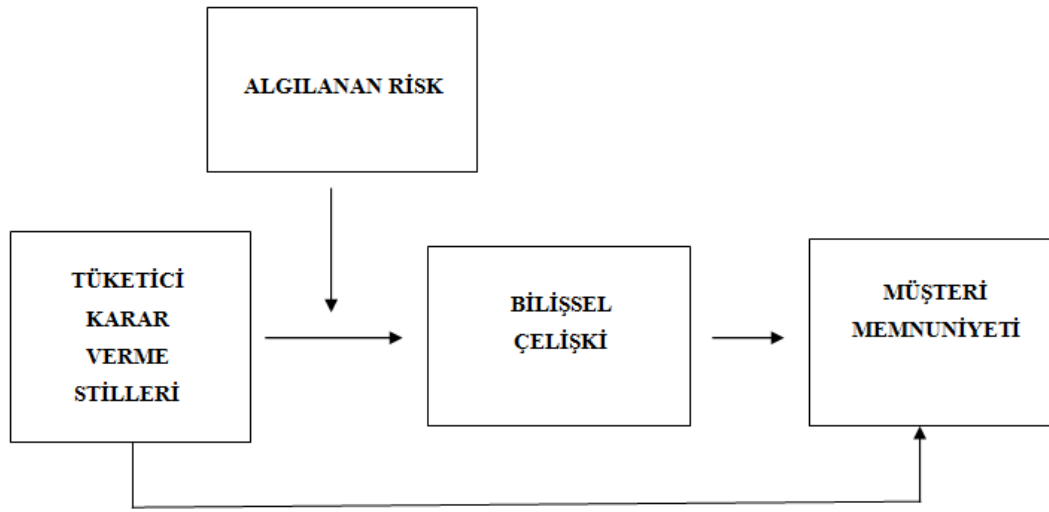 ALGILANAN RİSK
TÜKETİCİ
KARAR
VERME
STİLLERİ
BİLİŞSEL
ÇELİŞKİ
MÜŞTERİ
MEMNUNİYETİ